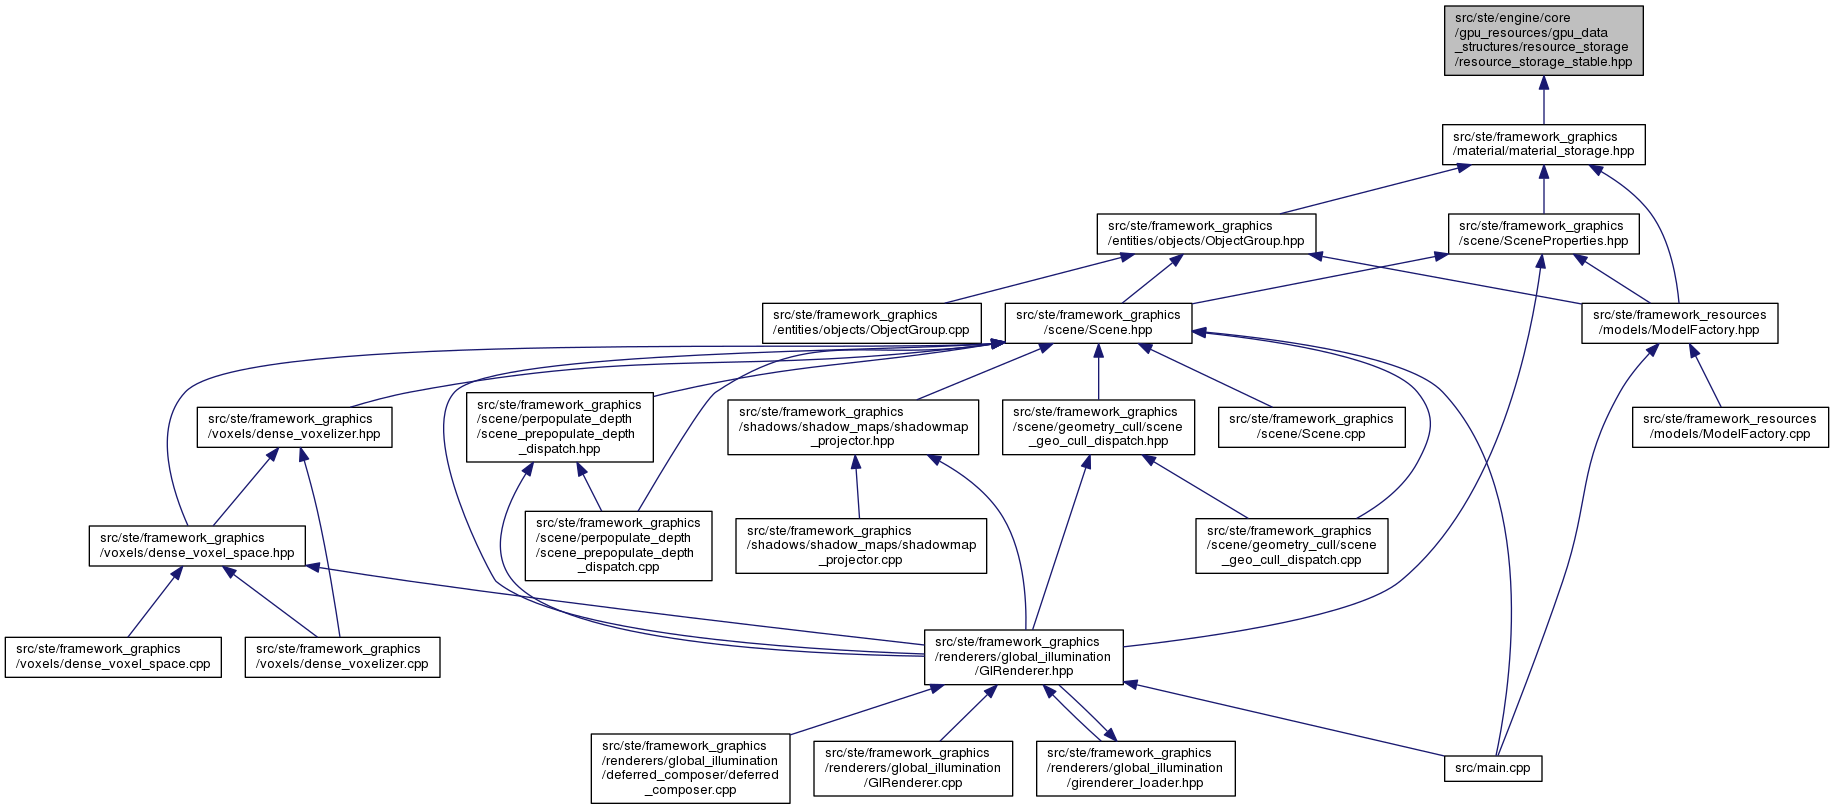 src/ste/engine/core
/gpu_resources/gpu_data
_structures/resource_storage
/resource_storage_stable.hpp
src/ste/framework_graphics
/material/material_storage.hpp
src/ste/framework_graphics
/entities/objects/ObjectGroup.hpp
src/ste/framework_graphics
/scene/SceneProperties.hpp
src/ste/framework_graphics
/entities/objects/ObjectGroup.cpp
src/ste/framework_graphics
/scene/Scene.hpp
src/ste/framework_resources
/models/ModelFactory.hpp
src/ste/framework_graphics
/voxels/dense_voxelizer.hpp
src/ste/framework_graphics
/scene/perpopulate_depth
/scene_prepopulate_depth
_dispatch.hpp
src/ste/framework_graphics
/shadows/shadow_maps/shadowmap
_projector.hpp
src/ste/framework_graphics
/scene/geometry_cull/scene
_geo_cull_dispatch.hpp
src/ste/framework_graphics
/scene/Scene.cpp
src/ste/framework_resources
/models/ModelFactory.cpp
src/ste/framework_graphics
/voxels/dense_voxel_space.hpp
src/ste/framework_graphics
/scene/perpopulate_depth
/scene_prepopulate_depth
_dispatch.cpp
src/ste/framework_graphics
/shadows/shadow_maps/shadowmap
_projector.cpp
src/ste/framework_graphics
/scene/geometry_cull/scene
_geo_cull_dispatch.cpp
src/ste/framework_graphics
/voxels/dense_voxel_space.cpp
src/ste/framework_graphics
/voxels/dense_voxelizer.cpp
src/ste/framework_graphics
/renderers/global_illumination
/GIRenderer.hpp
src/ste/framework_graphics
/renderers/global_illumination
/deferred_composer/deferred
_composer.cpp
src/ste/framework_graphics
/renderers/global_illumination
/GIRenderer.cpp
src/ste/framework_graphics
/renderers/global_illumination
/girenderer_loader.hpp
src/main.cpp